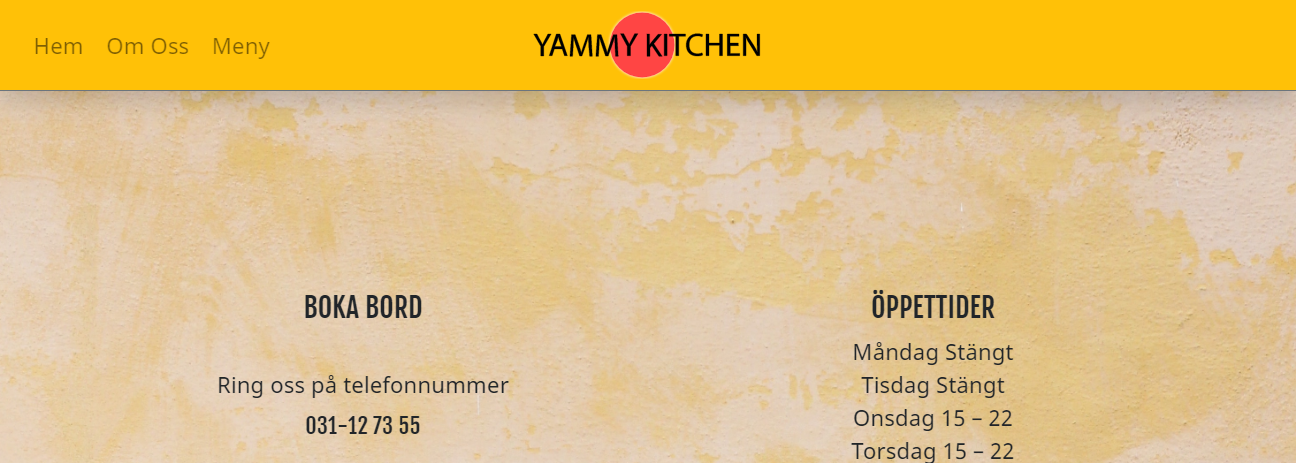 Hem Om Oss Meny
YAMMY KITCHEN
BOKA BORD
Ring oss på telefonnummer
031-12 73 55
ÖPPETTIDER
Måndag Stängt
Tisdag Stängt
Onsdag 15 – 22
Torsdag 15 – 22